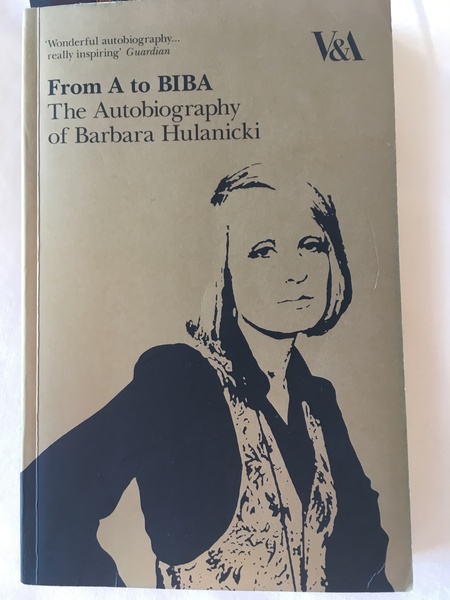 ‘Wonderful autobiography...
really inspiring’ Guardian
V&A
From A to BIBA
The Autobiography
of Barbara Hulanicki